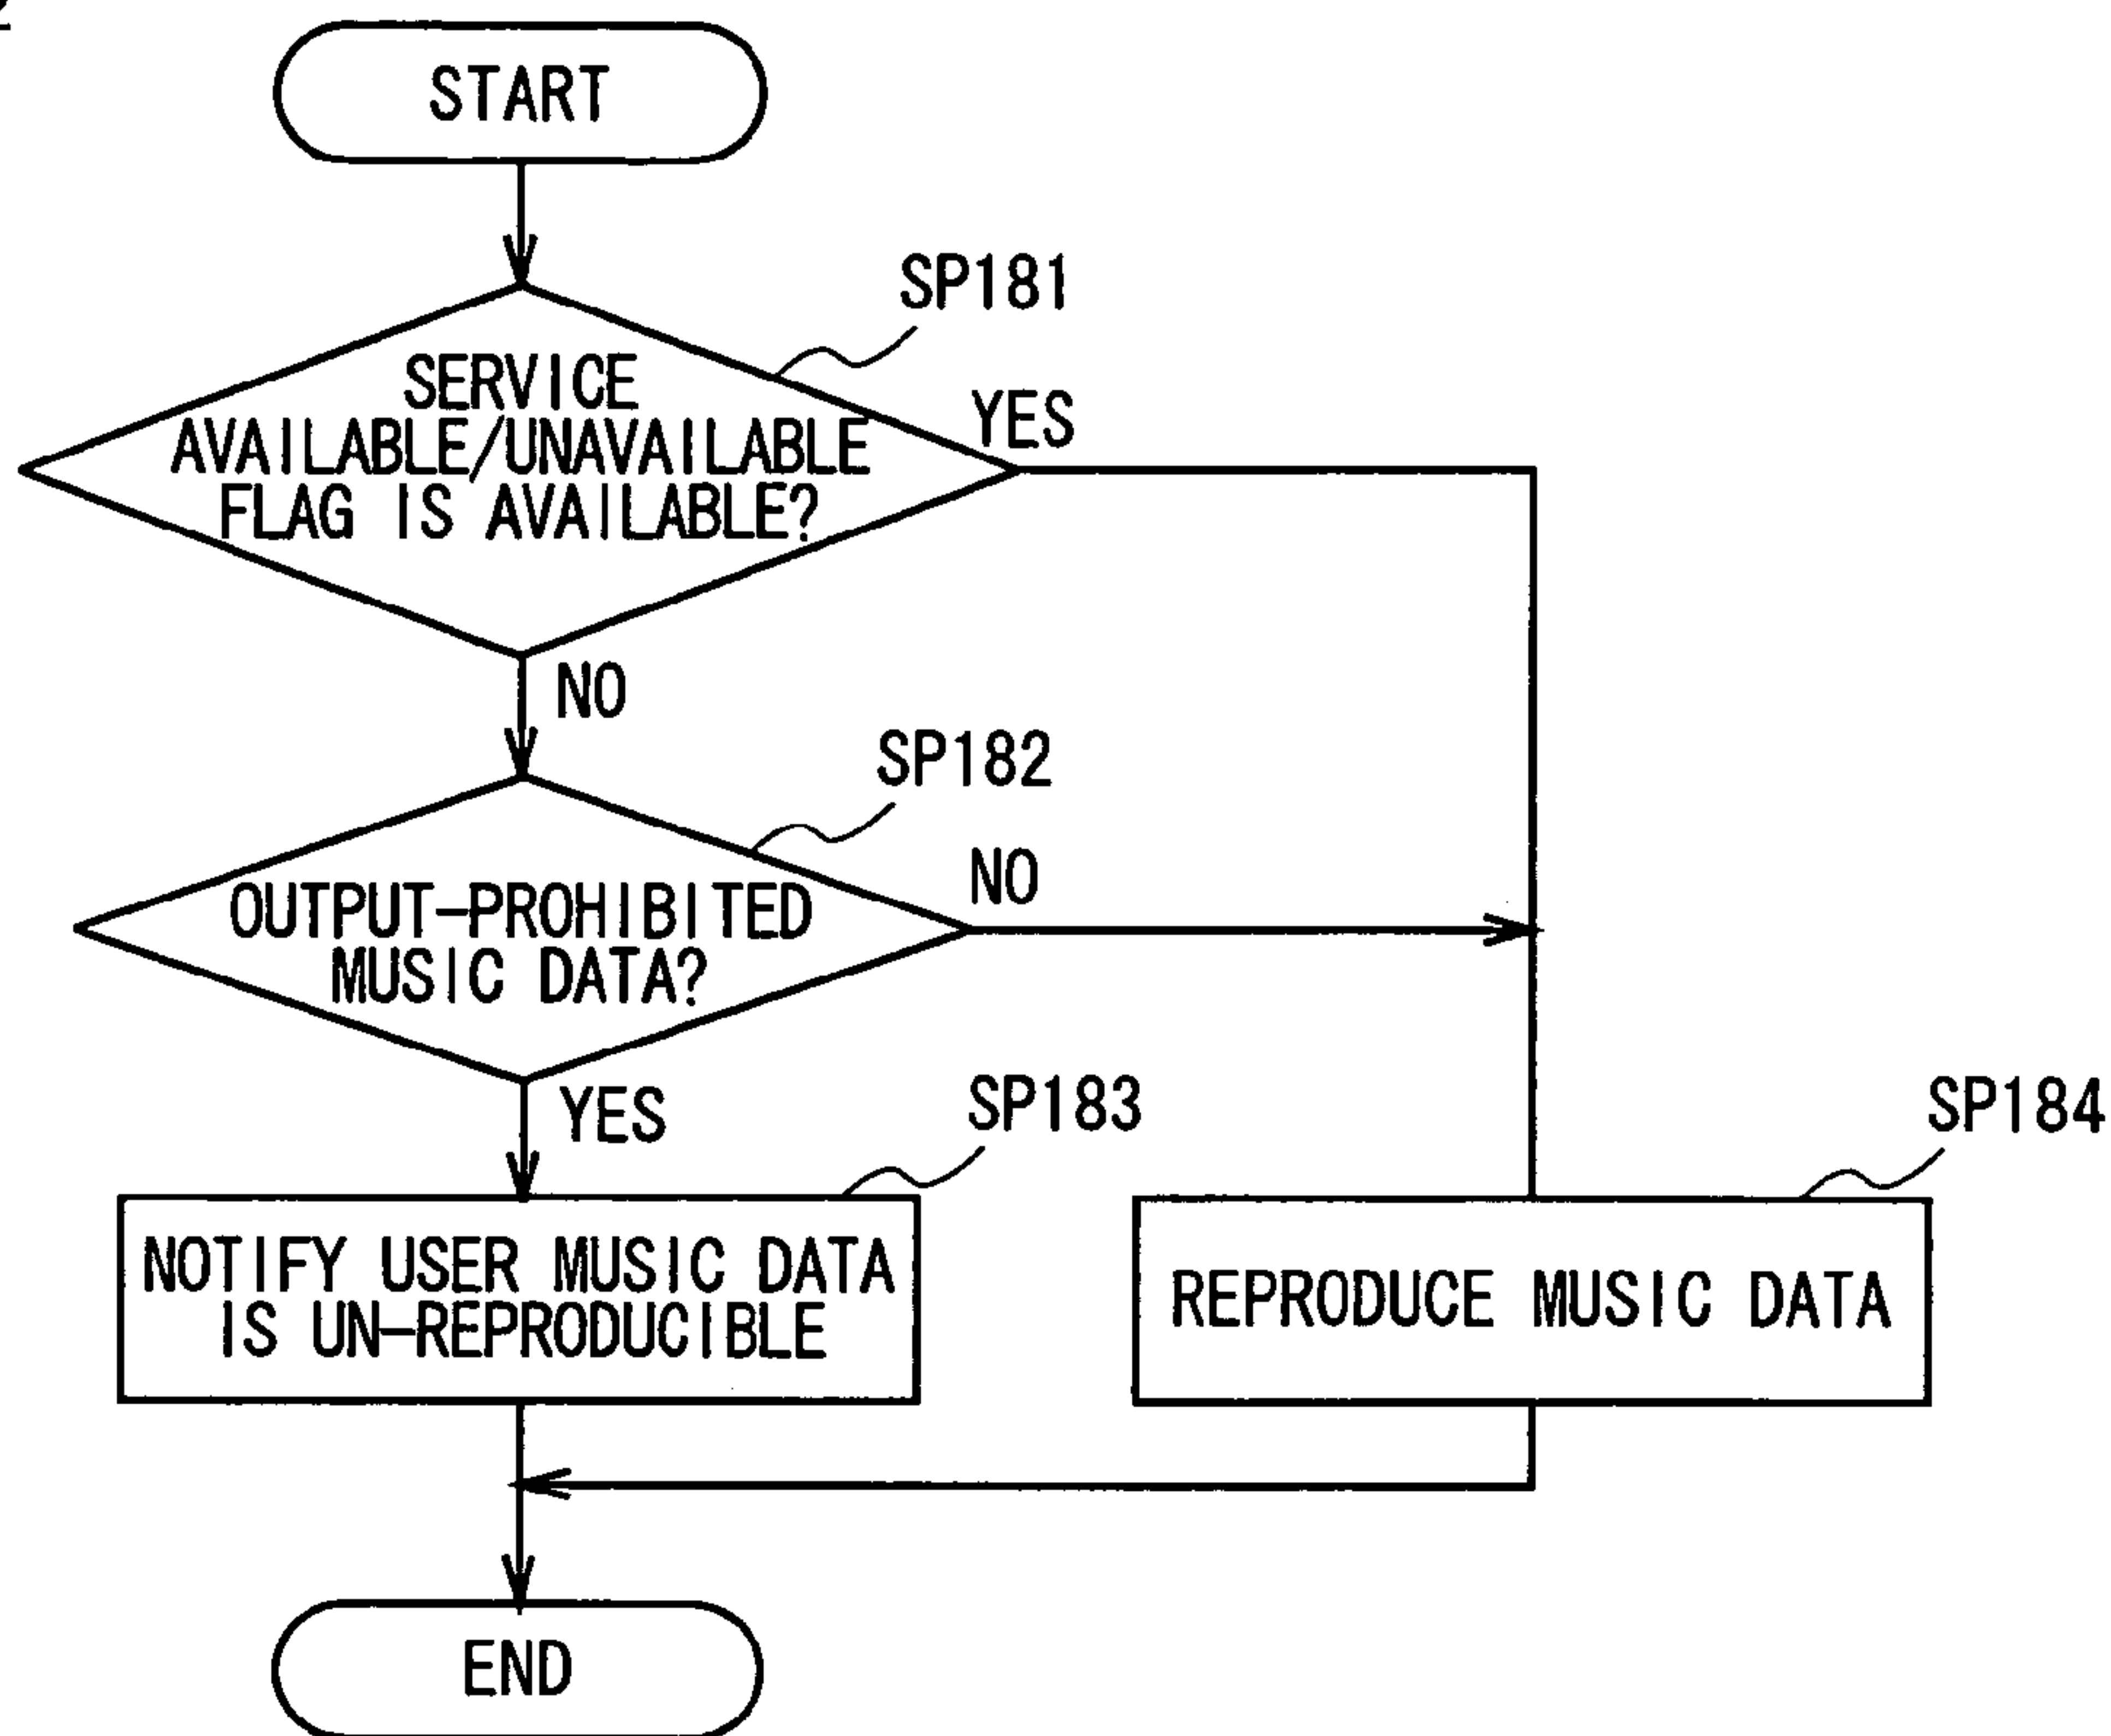 START
SP181
SERVICE
AVAILABLE/UNAVAILABLE
FLAG IS AVAILABLE?
YES
NO
SP182
OUTPUT-PROHIBITED
MUSIC DATA?
NO
YES
SP183
NOTIFY USER MUSIC DATA
IS UN-REPRODUCIBLE
SP184
REPRODUCE MUSIC DATA
END